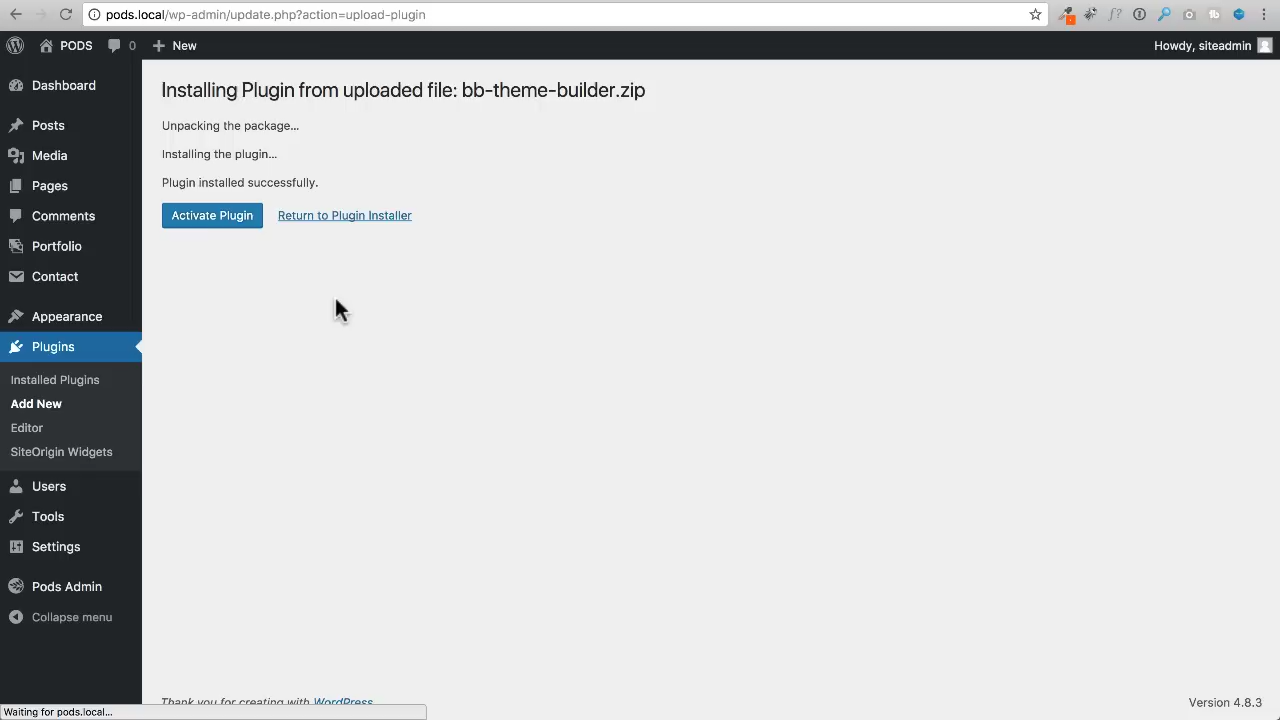 pods.local/wp-admin/update.php?action=upload-plugin
PODS 0 New Howdy, siteadmin
Dashboard
Posts
Media
Pages
Comments
Portfolio
Contact
Appearance
Plugins
Installed Plugins
Add New
Editor
SiteOrigin Widgets
Users
Tools
Settings
Pods Admin
Collapse menu
Installing Plugin from uploaded file: bb-theme-builder.zip
Unpacking the package…
Installing the plugin…
Plugin installed successfully.
Activate Plugin Return to Plugin Installer
Thank you for creating with WordPress
Version 4.8.3
Waiting for pods.local...